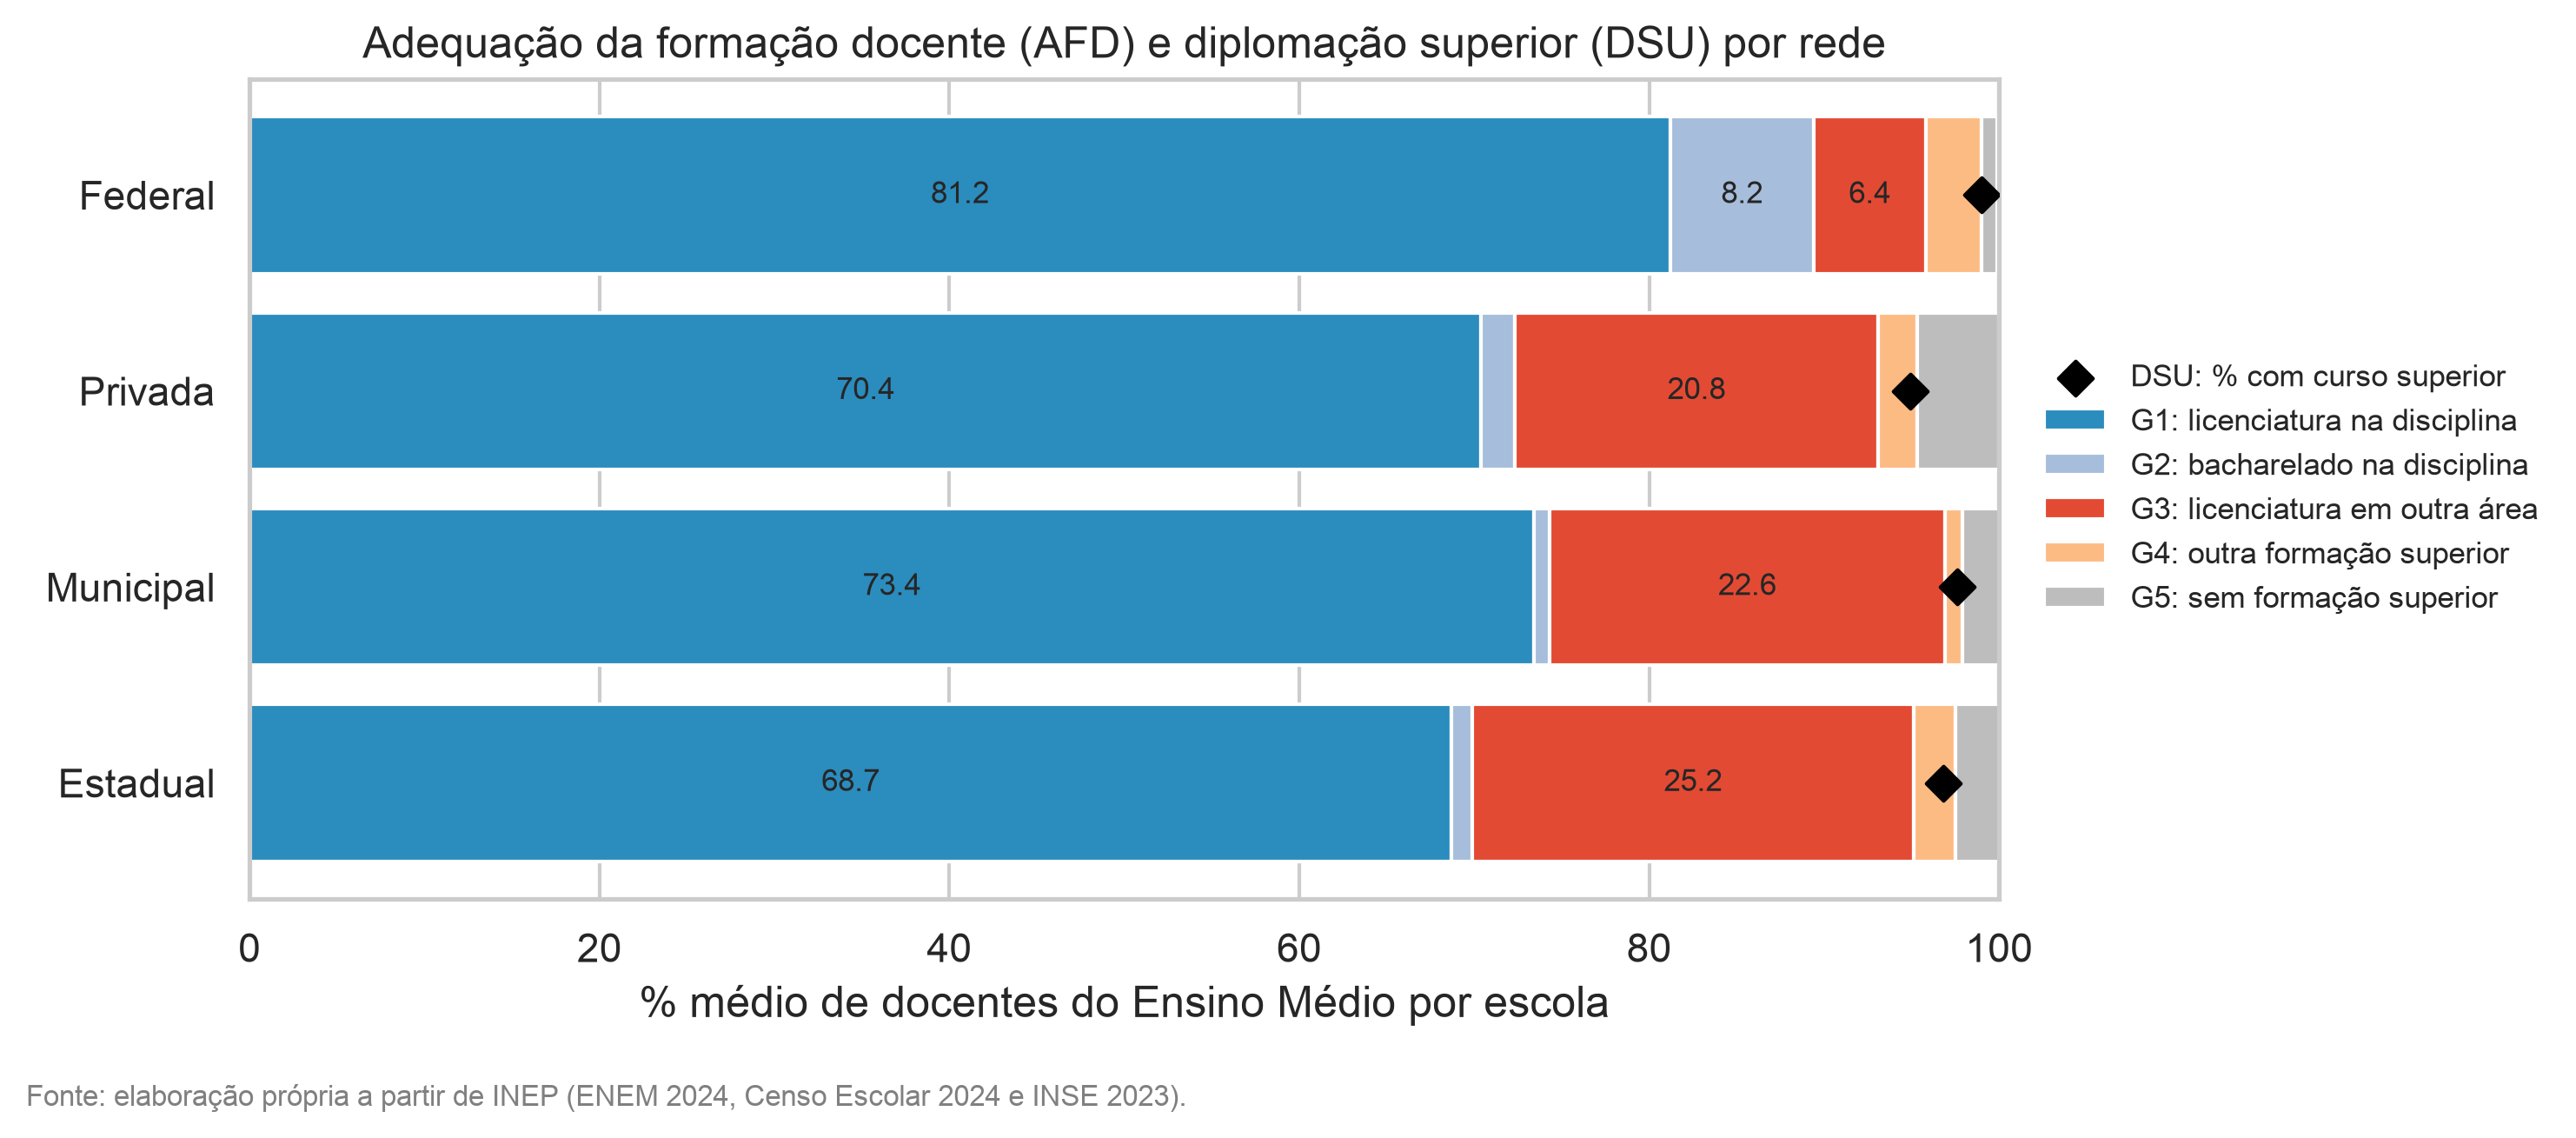 Adequação da formação docente (AFD) e diplomação superior (DSU) por rede
Federal
81.2
8.2
6.4
Privada
70.4
20.8
Municipal
73.4
22.6
Estadual
68.7
25.2
0
20
40
60
80
100
% médio de docentes do Ensino Médio por escola
DSU: % com curso superior
G1: licenciatura na disciplina
G2: bacharelado na disciplina
G3: licenciatura em outra área
G4: outra formação superior
G5: sem formação superior
Fonte: elaboração própria a partir de INEP (ENEM 2024, Censo Escolar 2024 e INSE 2023).